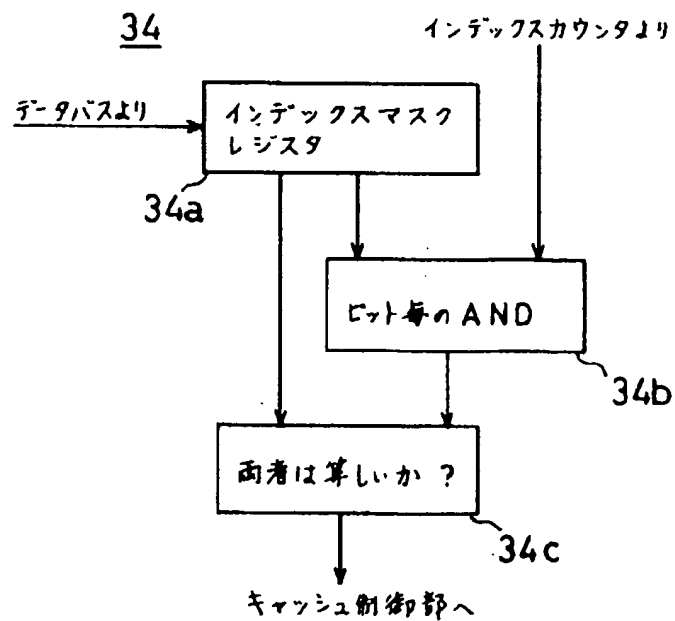 34
インデックスカウンタより
データバスより
インデックスマスク
レジスタ
34a
ビット毎のAND
34b
両者は等しいか?
34c
キャッシュ制御部へ